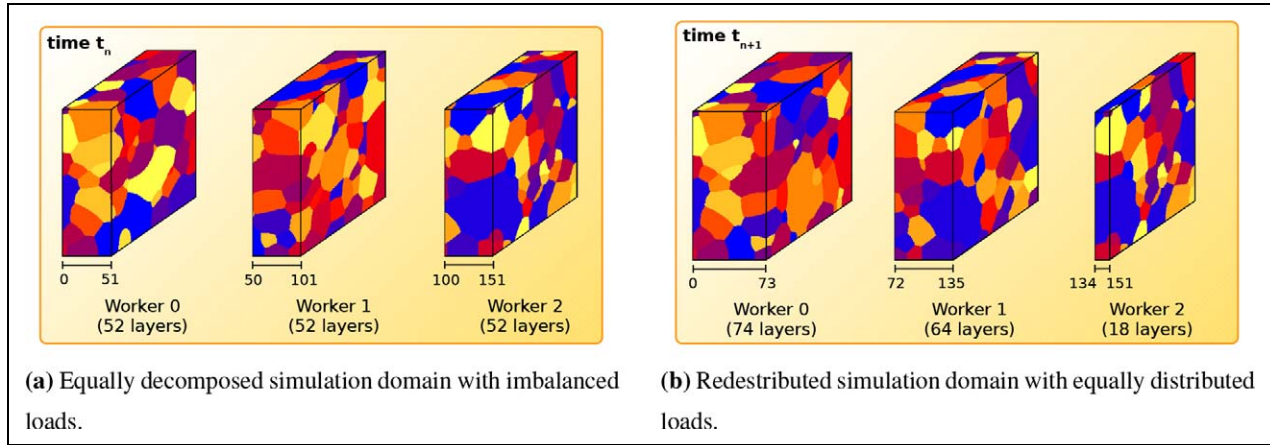 time tn
0 51
Worker 0
(52 layers)
50 101
Worker 1
(52 layers)
100 151
Worker 2
(52 layers)
(a) Equally decomposed simulation domain with imbalanced
loads.
time tn+1
0 73
Worker 0
(74 layers)
72 135
Worker 1
(64 layers)
134 151
Worker 2
(18 layers)
(b) Redestributed simulation domain with equally distributed
loads.